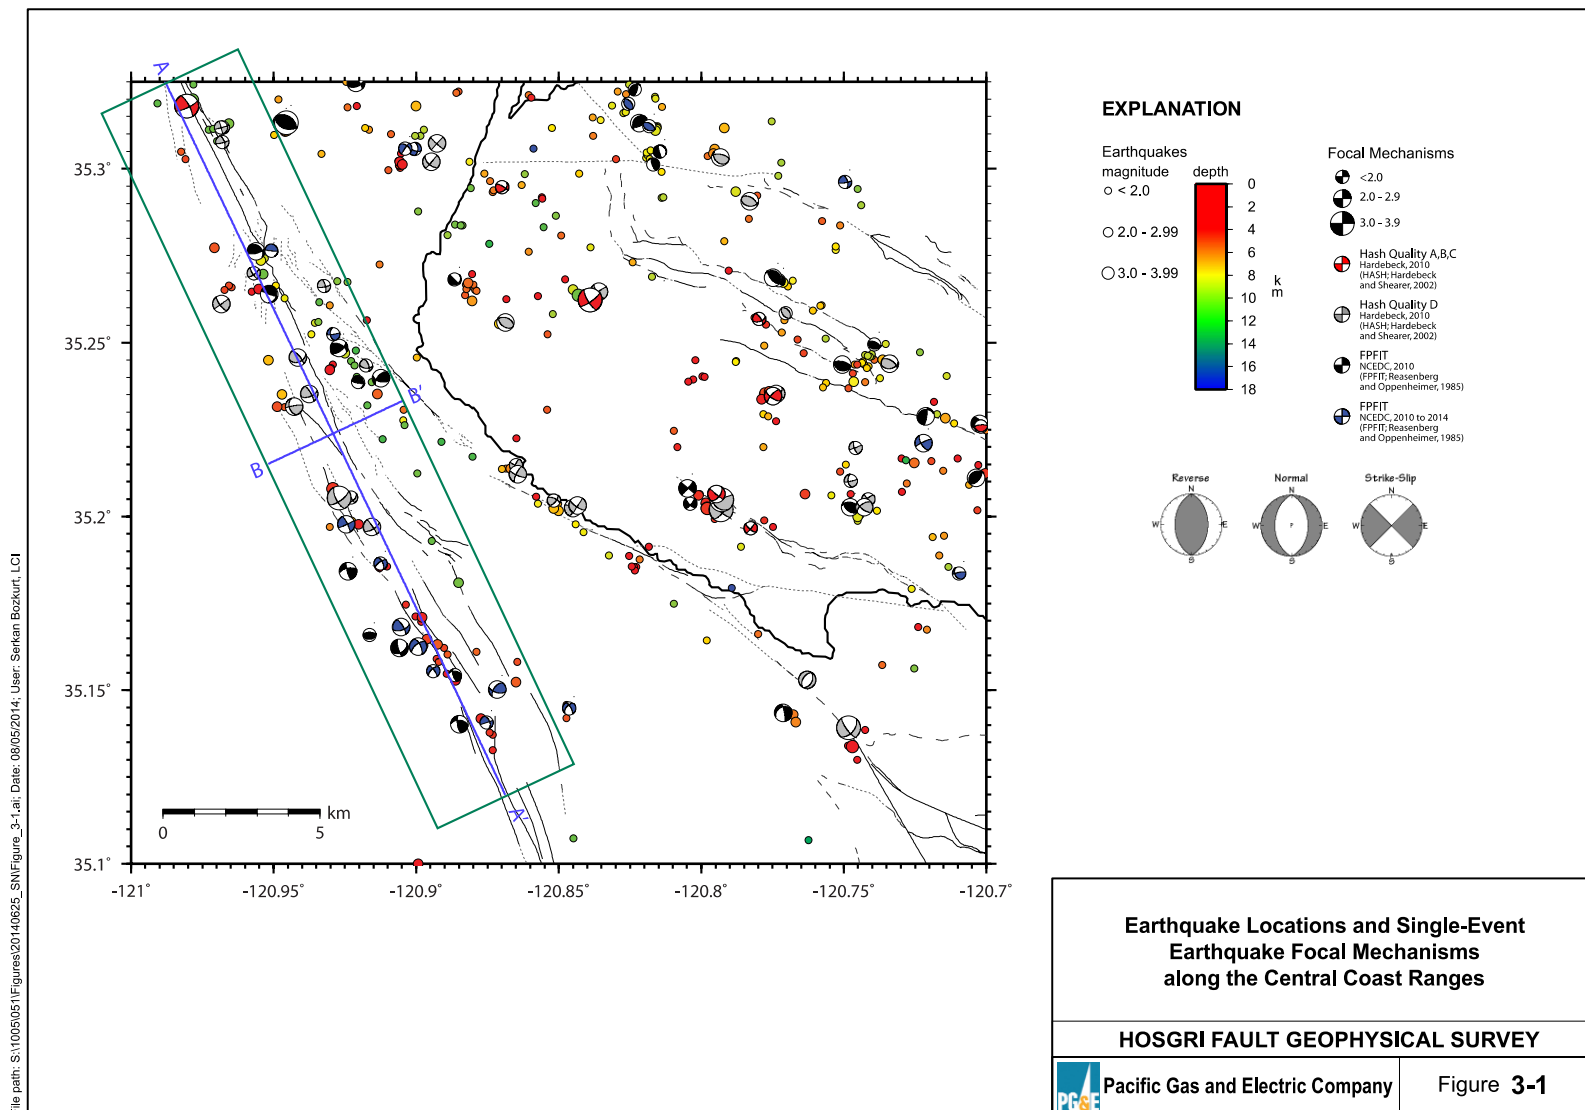 A
35.3°
35.25°
35.2°
35.15°
35.1°
B'
B
A'
0
5
km
-121°
-120.95°
-120.9°
-120.85°
-120.8°
-120.75°
-120.7°
EXPLANATION
Earthquakes
magnitude
depth
< 2.0
2.0 - 2.99
3.0 - 3.99
0
2
4
6
8
10
12
14
16
18
k
m
Focal Mechanisms
<2.0
2.0 - 2.9
3.0 - 3.9
Hash Quality A,B,C
Hardebeck, 2010
(HASH; Hardebeck
and Shearer, 2002)
Hash Quality D
Hardebeck, 2010
(HASH; Hardebeck
and Shearer, 2002)
FPFIT
NCEDC, 2010
(FPFIT; Reasenberg
and Oppenheimer, 1985)
FPFIT
NCEDC, 2010 to 2014
(FPFIT; Reasenberg
and Oppenheimer, 1985)
Reverse
N
W
E
S
Normal
N
W
P
E
S
Strike-Slip
N
W
E
S
File path: S:\1005\051\Figures\20140625_SN\Figure_3-1.ai; Date: 08/05/2014; User: Serkan Bozkurt, LCI
Earthquake Locations and Single-Event
Earthquake Focal Mechanisms
along the Central Coast Ranges
HOSGRI FAULT GEOPHYSICAL SURVEY
PG&E
Pacific Gas and Electric Company
Figure 3-1